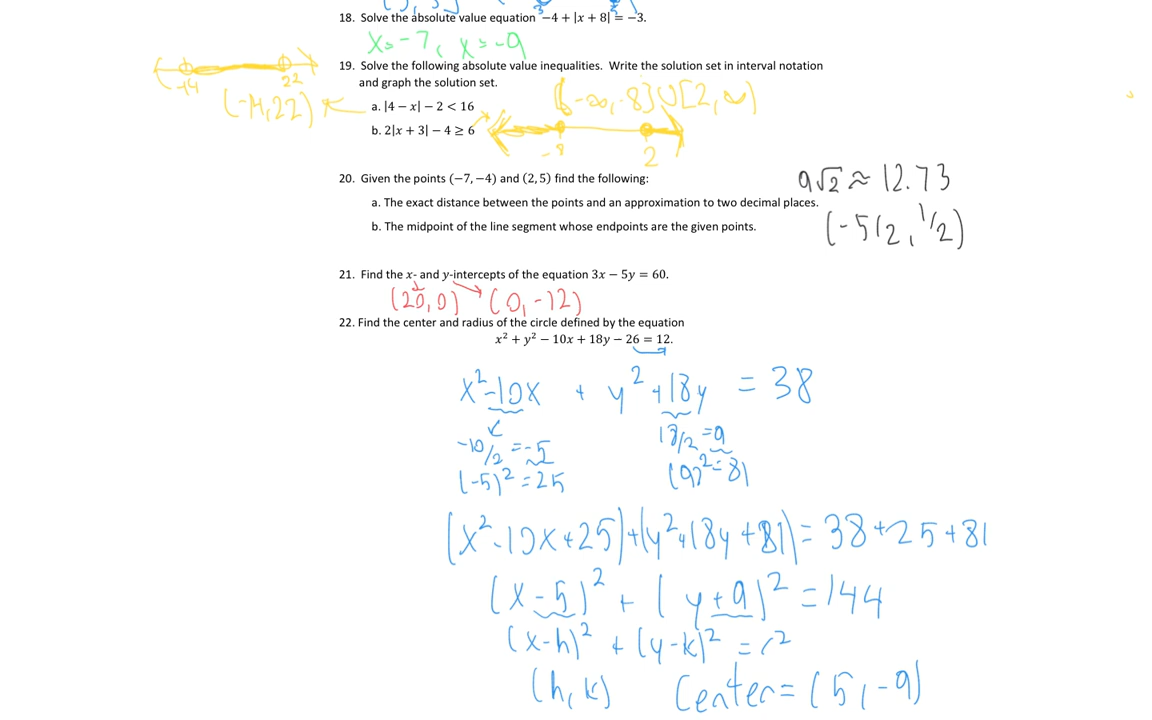 18. Solve the absolute value equation −4 + |x + 8| = −3.
x = -7, x = -9
19. Solve the following absolute value inequalities. Write the solution set in interval notation
and graph the solution set.
-14 22
(-14,22)
a. |4 − x| − 2 < 16
(-∞,-8]∪[2,∞)
b. 2|x + 3| − 4 ≥ 6
-8 2
20. Given the points (−7, −4) and (2, 5) find the following:
9√2 ≈ 12.73
a. The exact distance between the points and an approximation to two decimal places.
b. The midpoint of the line segment whose endpoints are the given points.
(-5/2, 1/2)
21. Find the x- and y-intercepts of the equation 3x − 5y = 60.
(20,0) (0,-12)
22. Find the center and radius of the circle defined by the equation
x² + y² − 10x + 18y − 26 = 12.
x²-10x + y²+18y = 38
-10/2 = -5 18/2 = 9
(-5)² = 25 (9)² = 81
(x²-10x+25)+(y²+18y+81) = 38+25+81
(x-5)² + (y+9)² = 144
(x-h)² + (y-k)² = r²
(h,k) Center = (5,-9)